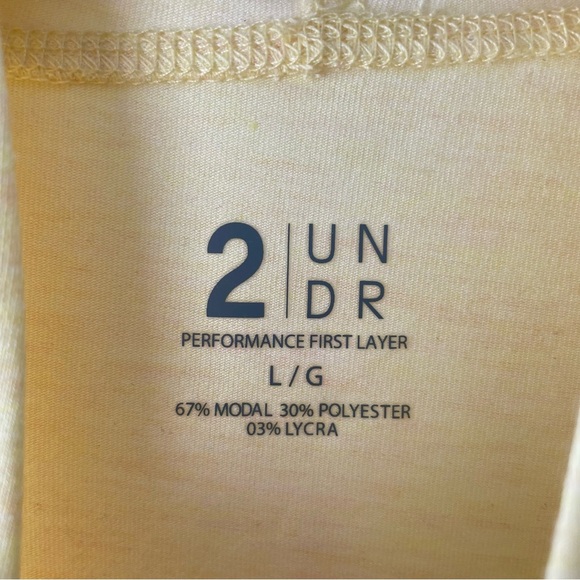 2 UN
DR
PERFORMANCE FIRST LAYER
L / G
67% MODAL 30% POLYESTER
03% LYCRA